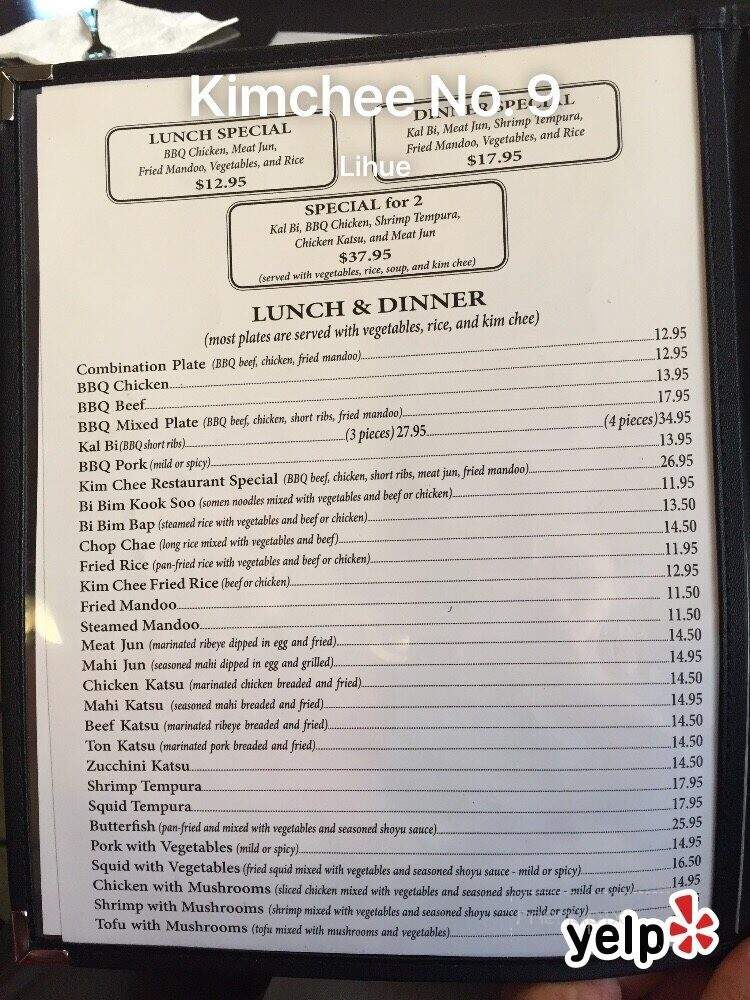 Kimchee No. 9
Lihue
LUNCH SPECIAL
BBQ Chicken, Meat Jun,
Fried Mandoo, Vegetables, and Rice
$12.95
DINNER SPECIAL
Kal Bi, Meat Jun, Shrimp Tempura,
Fried Mandoo, Vegetables, and Rice
$17.95
SPECIAL for 2
Kal Bi, BBQ Chicken, Shrimp Tempura,
Chicken Katsu, and Meat Jun
$37.95
(served with vegetables, rice, soup, and kim chee)
LUNCH & DINNER
(most plates are served with vegetables, rice, and kim chee)
Combination Plate (BBQ beef, chicken, fried mandoo) 12.95
BBQ Chicken 12.95
BBQ Beef 13.95
BBQ Mixed Plate (BBQ beef, chicken, short ribs, fried mandoo) 17.95
Kal Bi (BBQ short ribs) (3 pieces) 27.95 (4 pieces) 34.95
BBQ Pork (mild or spicy) 13.95
Kim Chee Restaurant Special (BBQ beef, chicken, short ribs, meat jun, fried mandoo) 26.95
Bi Bim Kook Soo (somen noodles mixed with vegetables and beef or chicken) 11.95
Bi Bim Bap (steamed rice with vegetables and beef or chicken) 13.50
Chop Chae (long rice mixed with vegetables and beef) 14.50
Fried Rice (pan-fried rice with vegetables and beef or chicken) 11.95
Kim Chee Fried Rice (beef or chicken) 12.95
Fried Mandoo 11.50
Steamed Mandoo 11.50
Meat Jun (marinated ribeye dipped in egg and fried) 14.50
Mahi Jun (seasoned mahi dipped in egg and grilled) 14.95
Chicken Katsu (marinated chicken breaded and fried) 14.50
Mahi Katsu (seasoned mahi breaded and fried) 14.95
Beef Katsu (marinated ribeye breaded and fried) 14.50
Ton Katsu (marinated pork breaded and fried) 14.50
Zucchini Katsu 14.50
Shrimp Tempura 17.95
Squid Tempura 17.95
Butterfish (pan-fried and mixed with vegetables and seasoned shoyu sauce) 25.95
Pork with Vegetables (mild or spicy) 14.95
Squid with Vegetables (fried squid mixed with vegetables and seasoned shoyu sauce - mild or spicy) 16.50
Chicken with Mushrooms (sliced chicken mixed with vegetables and seasoned shoyu sauce - mild or spicy) 14.95
Shrimp with Mushrooms (shrimp mixed with vegetables and seasoned shoyu sauce - mild or spicy)
Tofu with Mushrooms (tofu mixed with mushrooms and vegetables)
yelp